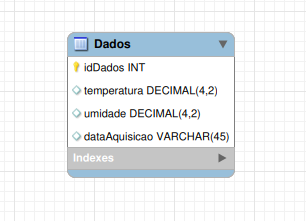 Dados
idDados INT
temperatura DECIMAL(4,2)
umidade DECIMAL(4,2)
dataAquisicao VARCHAR(45)
Indexes